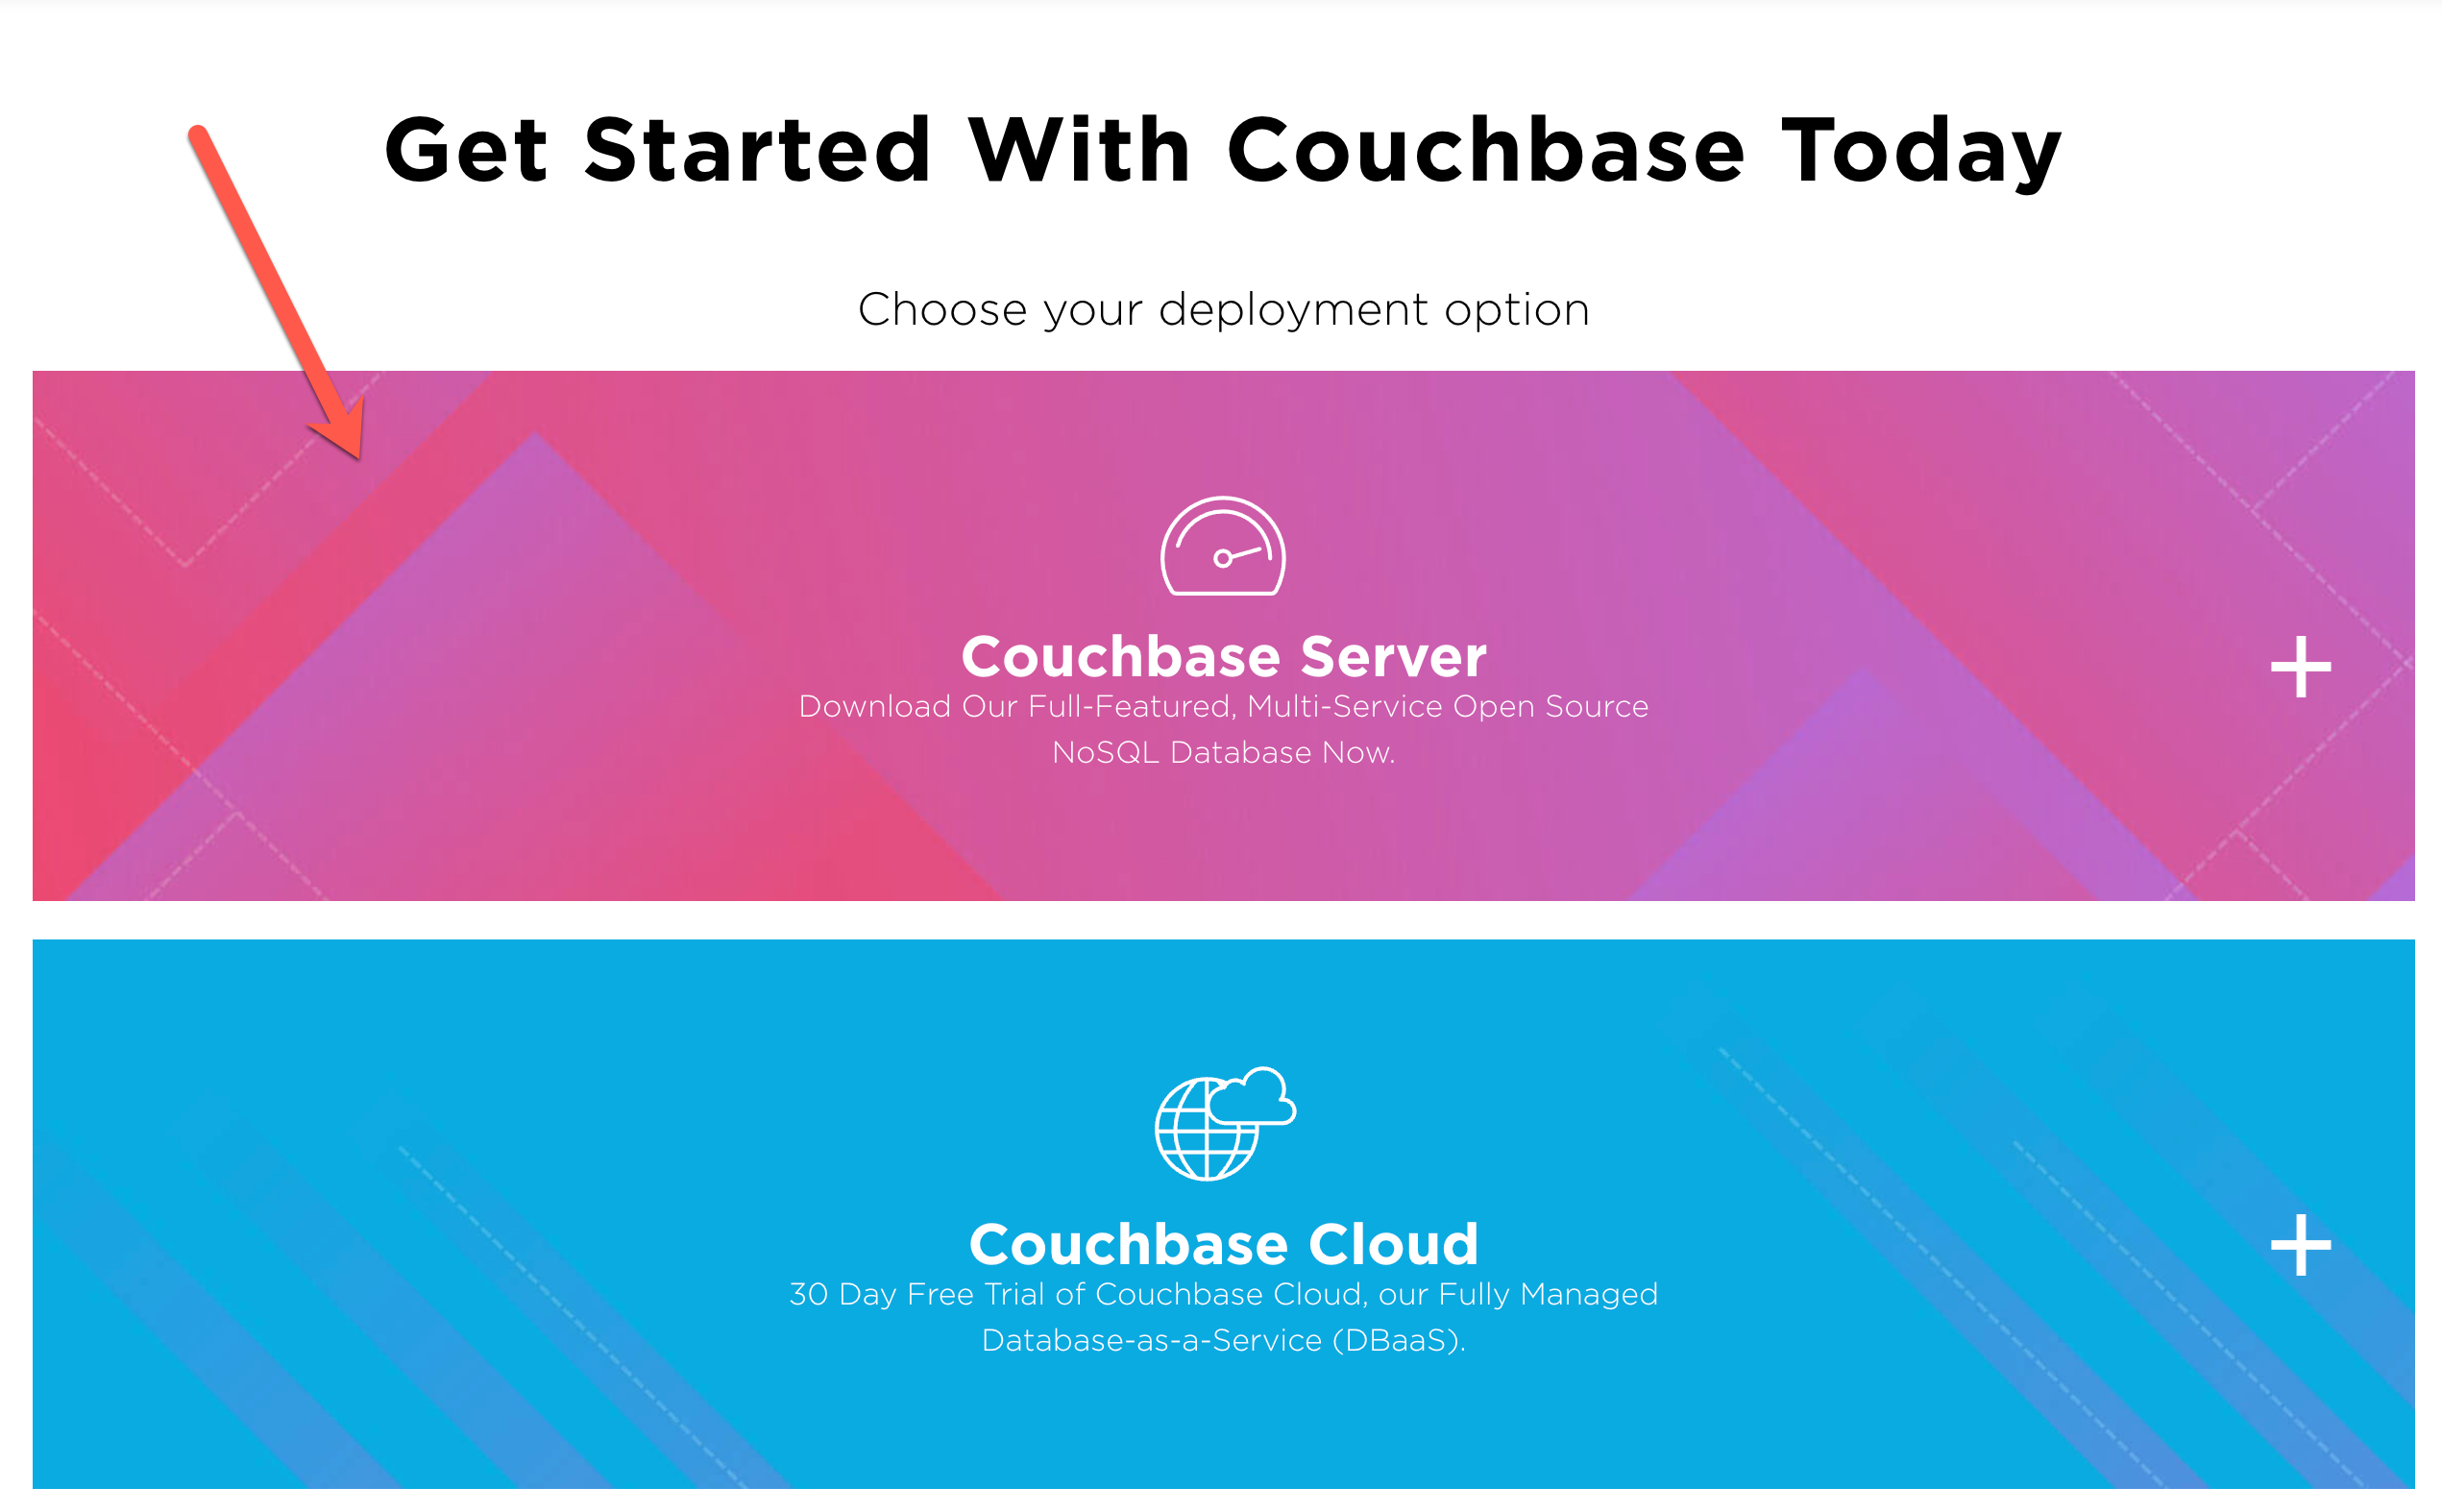 Get Started With Couchbase Today
Choose your deployment option
Couchbase Server
Download Our Full-Featured, Multi-Service Open Source
NoSQL Database Now.
Couchbase Cloud
30 Day Free Trial of Couchbase Cloud, our Fully Managed
Database-as-a-Service (DBaaS).